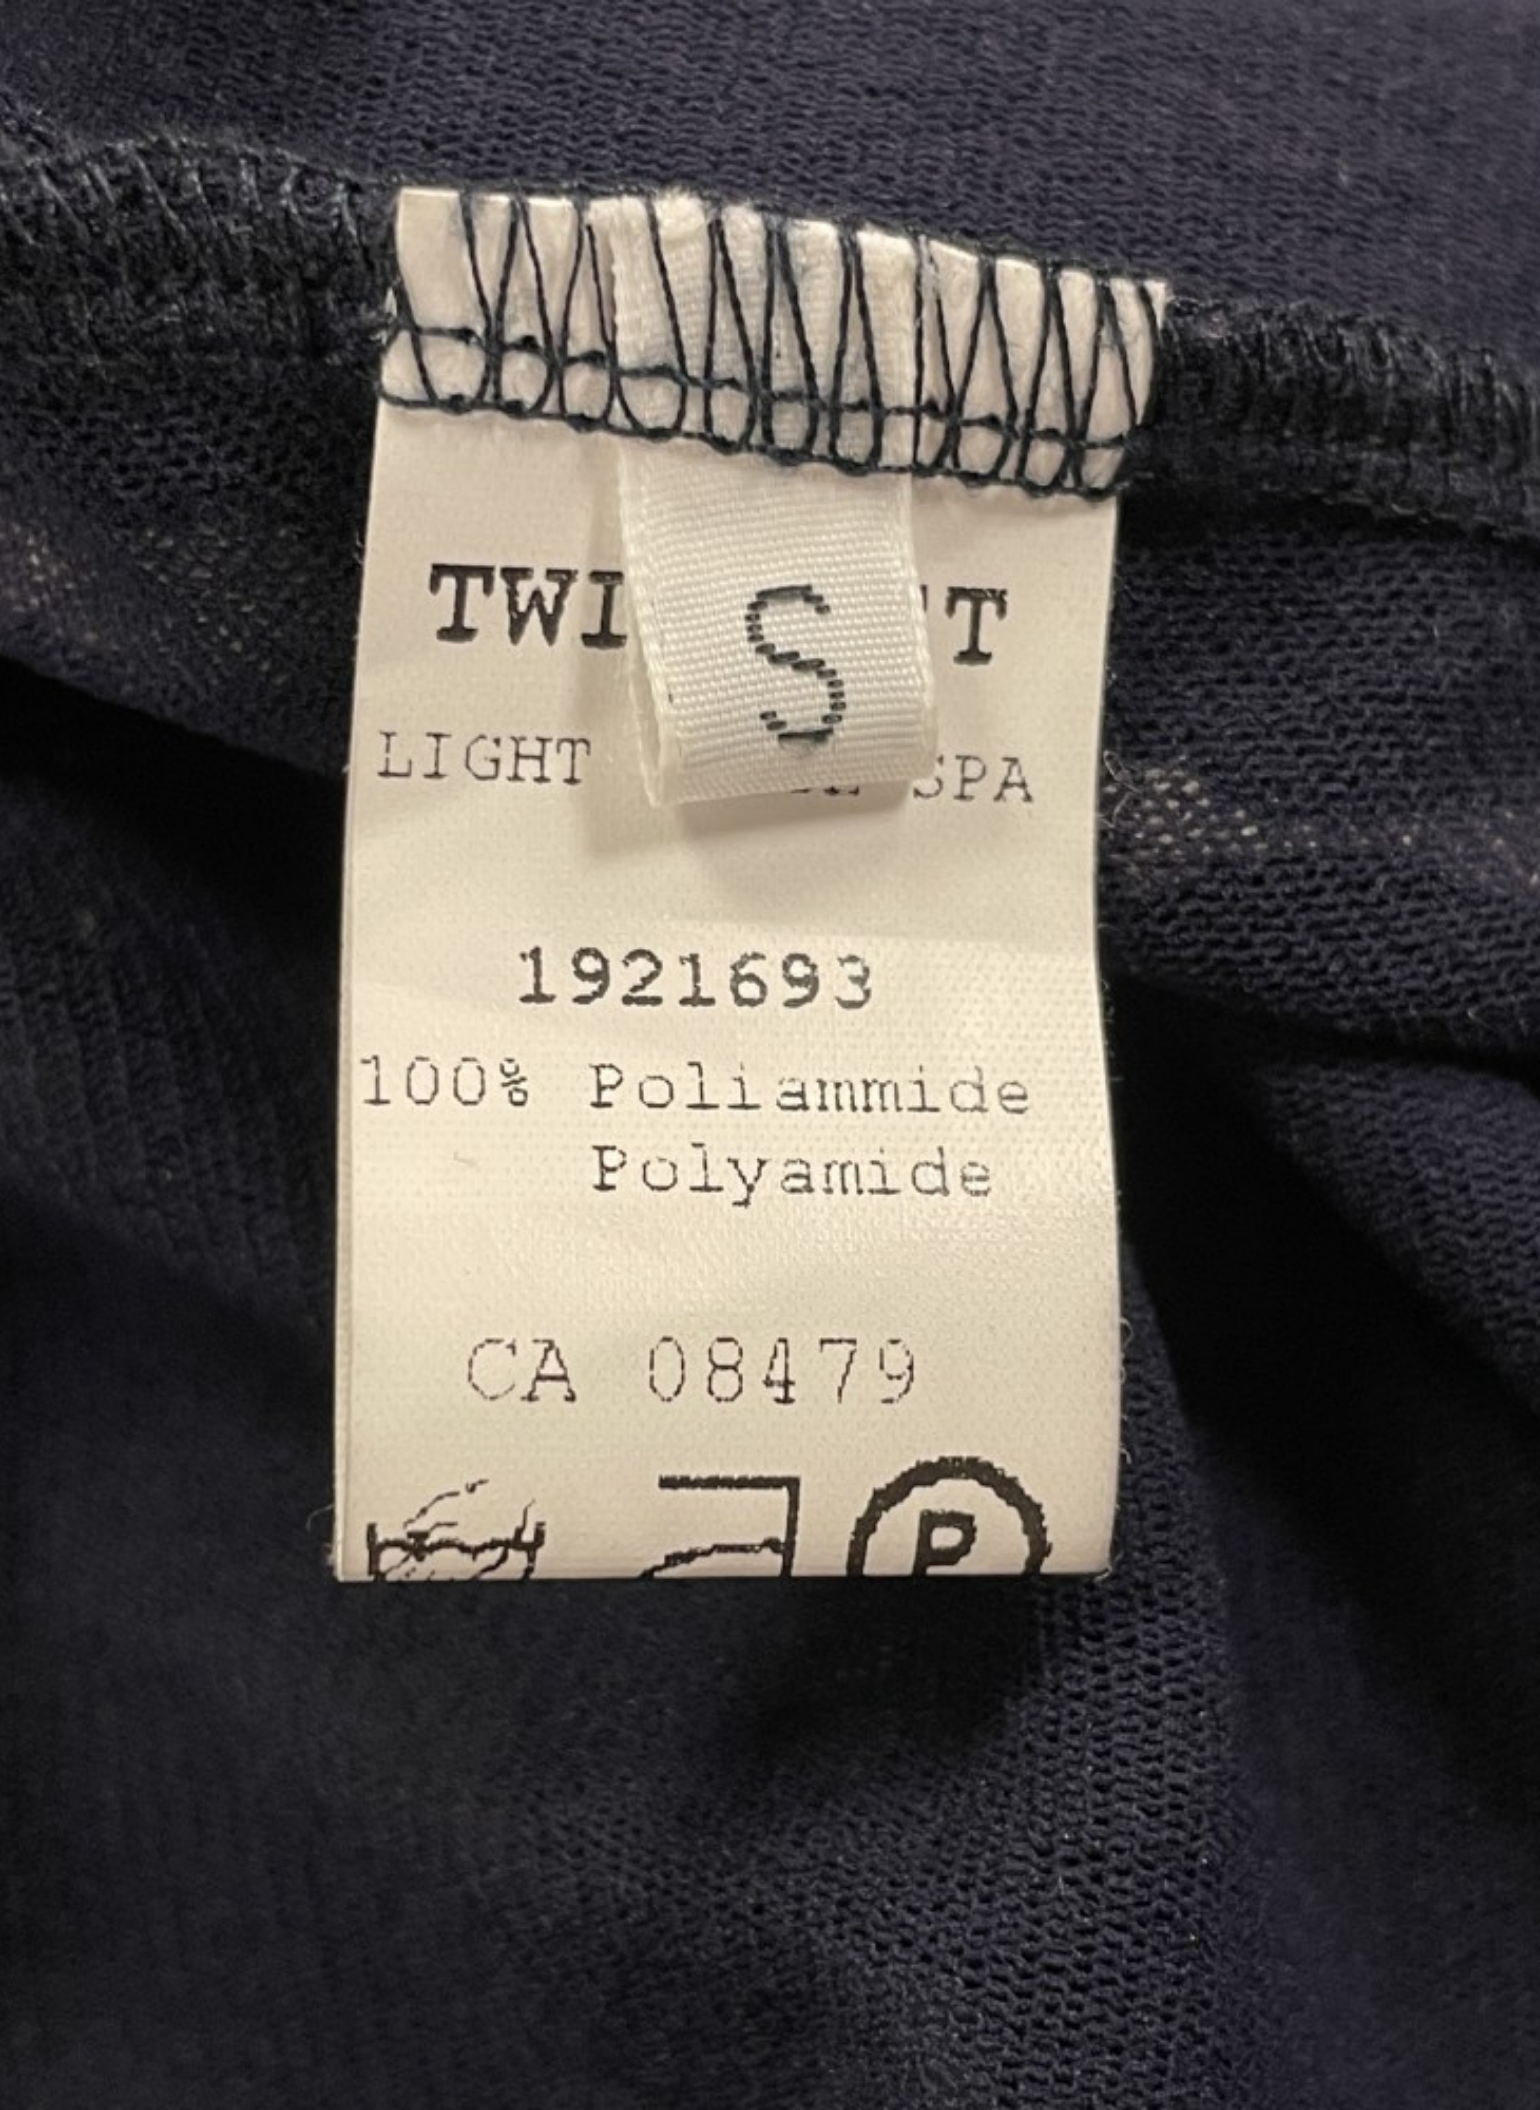 S
LIGHT SPA
1921693
100% Poliammide
Polyamide
CA 08479
P